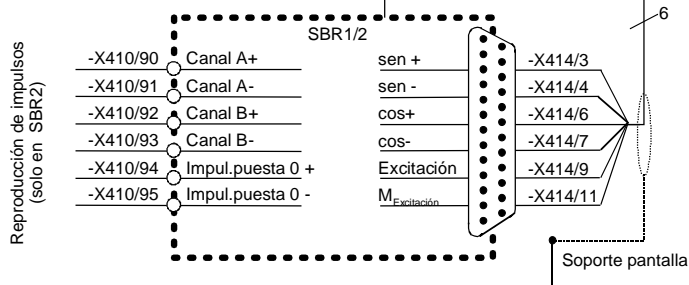 6
SBR1/2
Reproducción de impulsos
(solo en SBR2)
-X410/90 Canal A+
-X410/91 Canal A-
-X410/92 Canal B+
-X410/93 Canal B-
-X410/94 Impul.puesta 0 +
-X410/95 Impul.puesta 0 -
sen + -X414/3
sen - -X414/4
cos+ -X414/6
cos- -X414/7
Excitación -X414/9
M Excitación -X414/11
Soporte pantalla